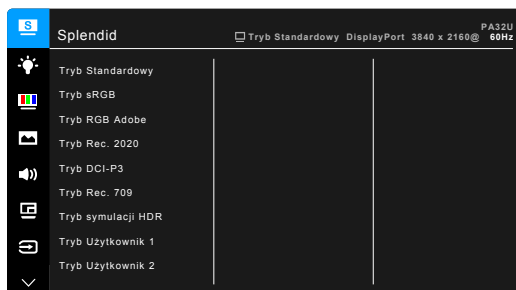 S
PA32U
Splendid
Tryb Standardowy DisplayPort 3840 x 2160@ 60Hz
Tryb Standardowy
Tryb sRGB
Tryb RGB Adobe
Tryb Rec. 2020
Tryb DCI-P3
Tryb Rec. 709
Tryb symulacji HDR
Tryb Użytkownik 1
Tryb Użytkownik 2